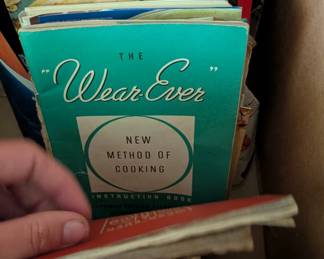 THE
"Wear-Ever"
NEW
METHOD OF
COOKING
INSTRUCTION BOOK